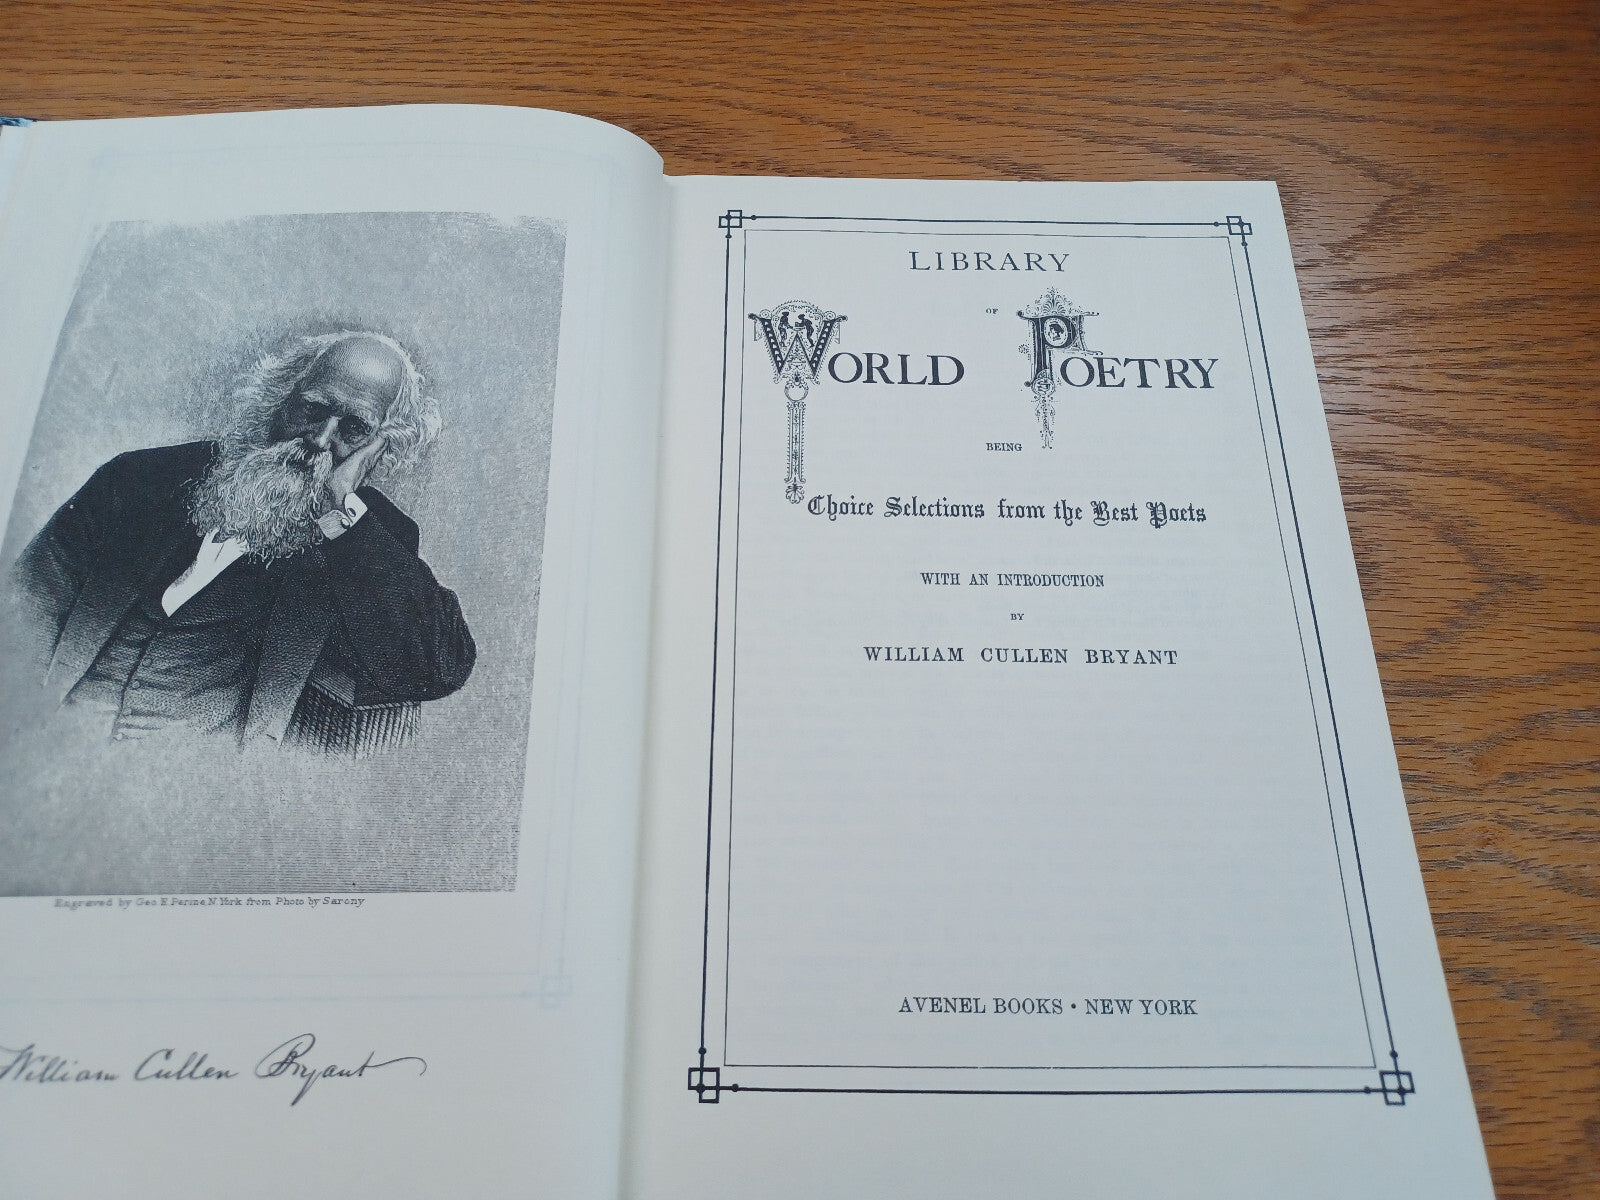 Engraved by Geo E Perine N. York from Photo by Sarony
William Cullen Bryant
LIBRARY
OF
WORLD POETRY
BEING
Choice Selections from the Best Poets
WITH AN INTRODUCTION
BY
WILLIAM CULLEN BRYANT
AVENEL BOOKS • NEW YORK